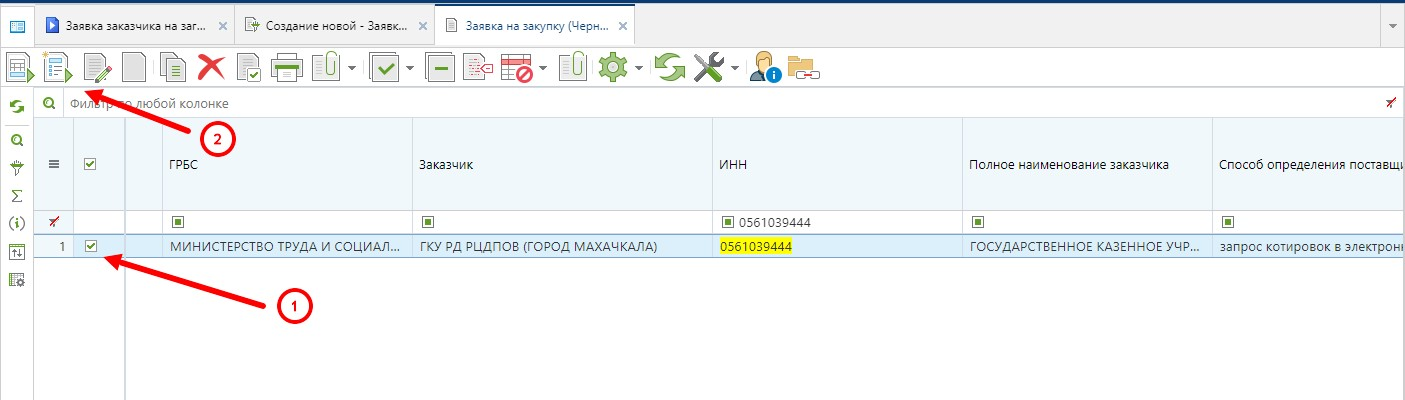 Заявка заказчика на заг...
Создание новой - Заявк...
Заявка на закупку (Черн...
Фильтр по любой колонке
2
ГРБС
Заказчик
ИНН
Полное наименование заказчика
Способ определения поставщи
0561039444
1
МИНИСТЕРСТВО ТРУДА И СОЦИАЛ...
ГКУ РД РЦДПОВ (ГОРОД МАХАЧКАЛА)
0561039444
ГОСУДАРСТВЕННОЕ КАЗЕННОЕ УЧР...
запрос котировок в электронн
1